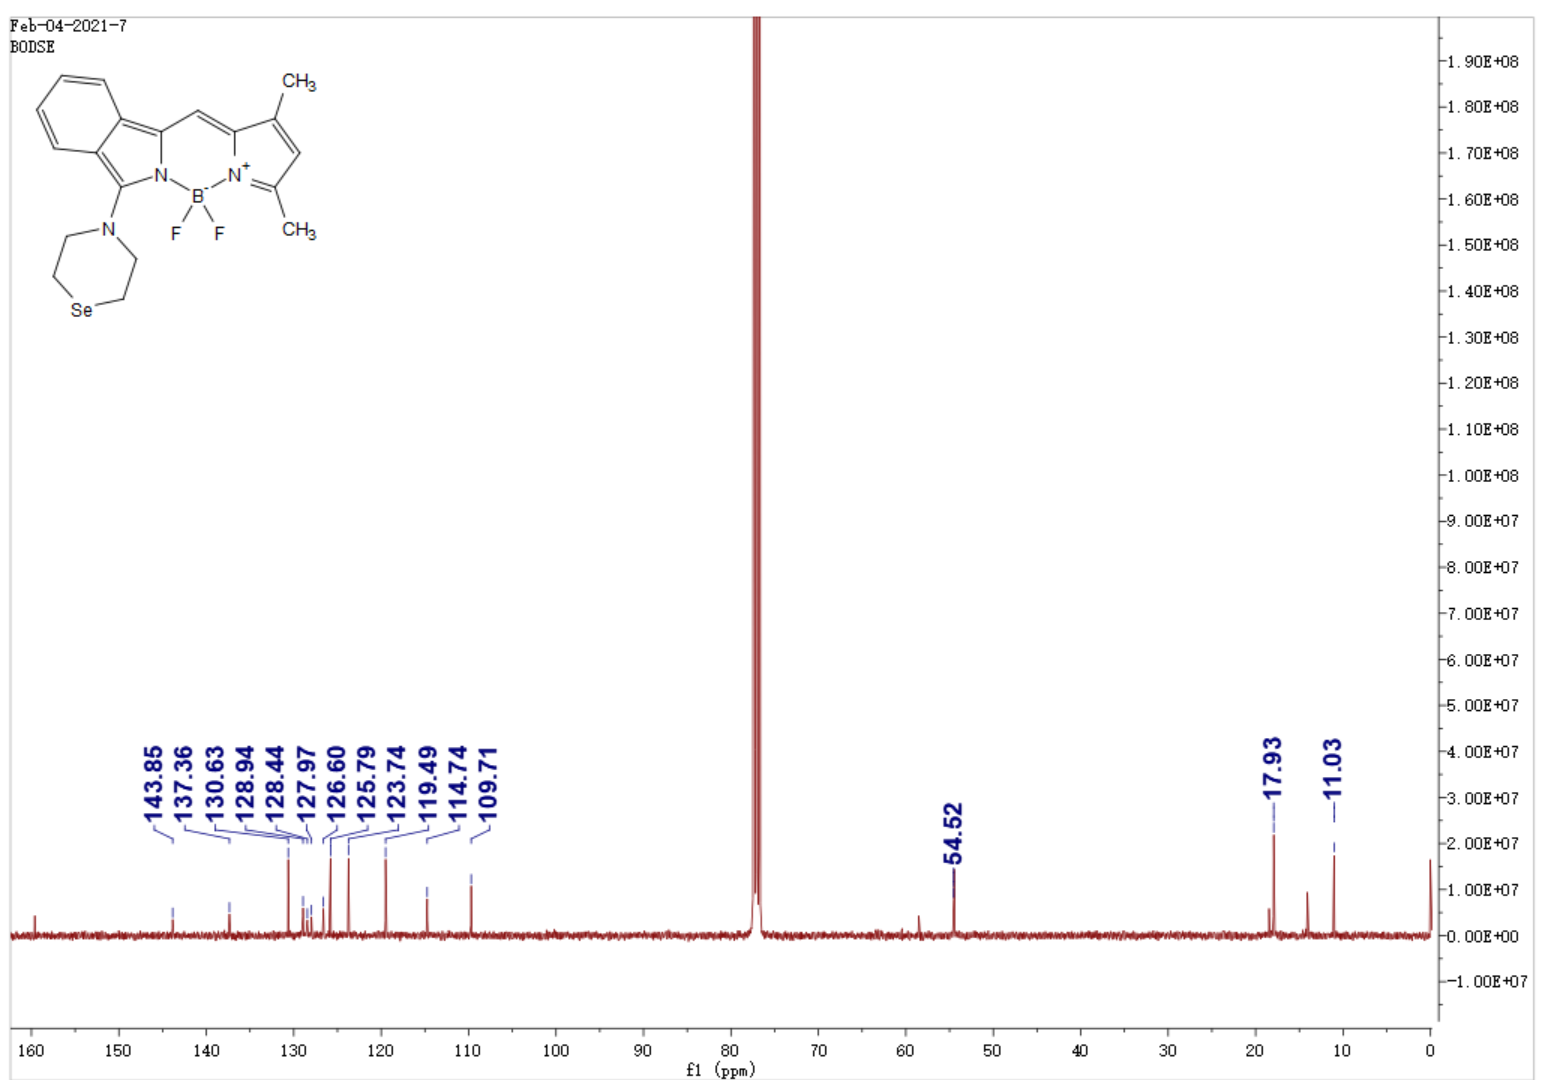 Feb-04-2021-7
BODSE
CH3
N
N+
B-
F
F
CH3
N
Se
143.85
137.36
130.63
128.94
128.44
127.97
126.60
125.79
123.74
119.49
114.74
109.71
54.52
17.93
11.03
1.90E+08
1.80E+08
1.70E+08
1.60E+08
1.50E+08
1.40E+08
1.30E+08
1.20E+08
1.10E+08
1.00E+08
9.00E+07
8.00E+07
7.00E+07
6.00E+07
5.00E+07
4.00E+07
3.00E+07
2.00E+07
1.00E+07
0.00E+00
-1.00E+07
160 150 140 130 120 110 100 90 80 70 60 50 40 30 20 10 0
f1 (ppm)